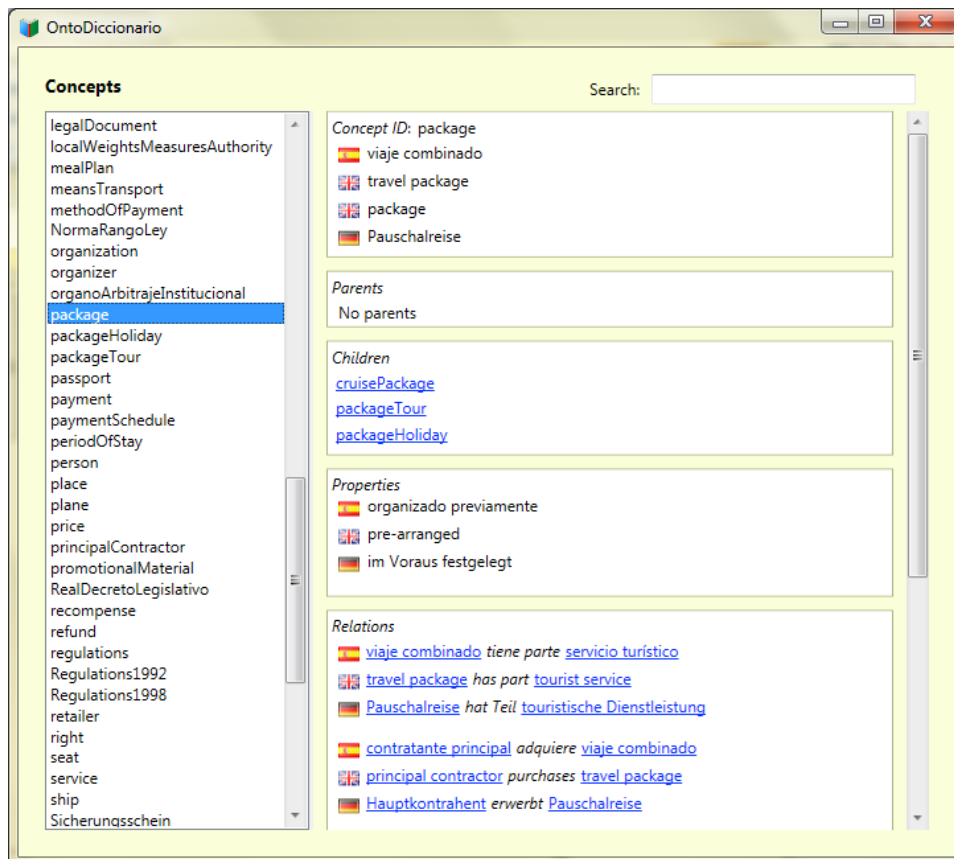 OntoDiccionario
Concepts
Search:
legalDocument
localWeightsMeasuresAuthority
mealPlan
meansTransport
methodOfPayment
NormaRangoLey
organization
organizer
organoArbitrajeInstitucional
package
packageHoliday
packageTour
passport
payment
paymentSchedule
periodOfStay
person
place
plane
price
principalContractor
promotionalMaterial
RealDecretoLegislativo
recompense
refund
regulations
Regulations1992
Regulations1998
retailer
right
seat
service
ship
Sicherungsschein
Concept ID: package
viaje combinado
travel package
package
Pauschalreise
Parents
No parents
Children
cruisePackage
packageTour
packageHoliday
Properties
organizado previamente
pre-arranged
im Voraus festgelegt
Relations
viaje combinado tiene parte servicio turístico
travel package has part tourist service
Pauschalreise hat Teil touristische Dienstleistung
contratante principal adquiere viaje combinado
principal contractor purchases travel package
Hauptkontrahent erwerbt Pauschalreise